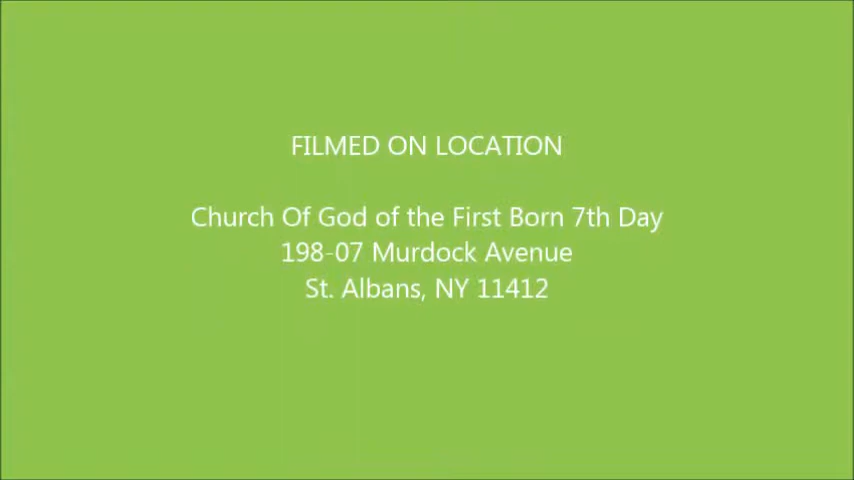 FILMED ON LOCATION
Church Of God of the First Born 7th Day
198-07 Murdock Avenue
St. Albans, NY 11412